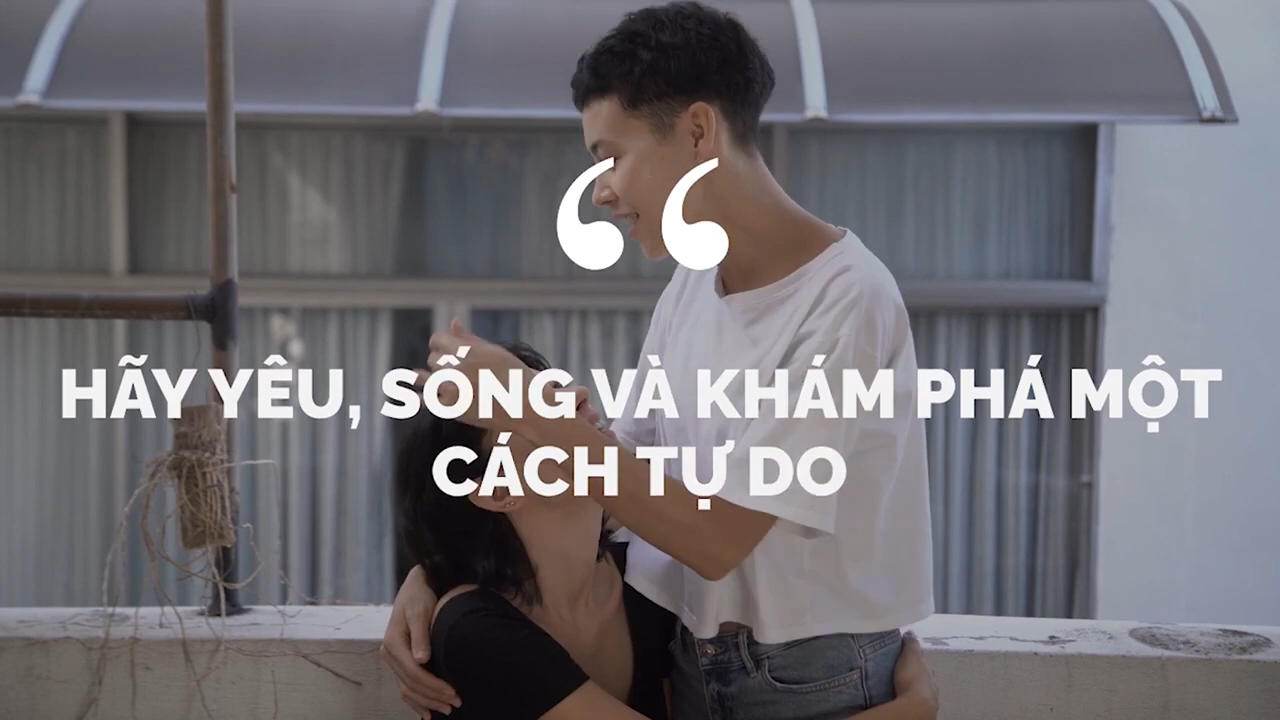 “
HÃY YÊU, SỐNG VÀ KHÁM PHÁ MỘT
CÁCH TỰ DO